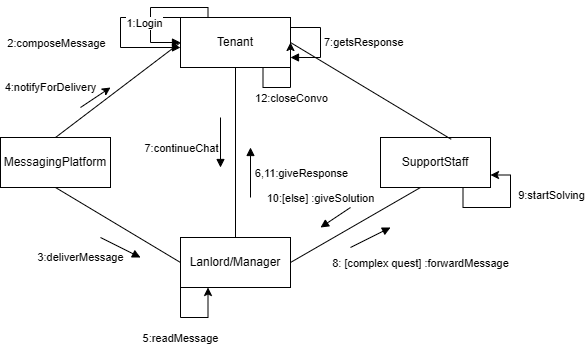 1:Login
2:composeMessage
Tenant
7:getsResponse
4:notifyForDelivery
12:closeConvo
7:continueChat
MessagingPlatform
SupportStaff
6,11:giveResponse
10:[else] :giveSolution
9:startSolving
3:deliverMessage
Lanlord/Manager
8: [complex quest] :forwardMessage
5:readMessage